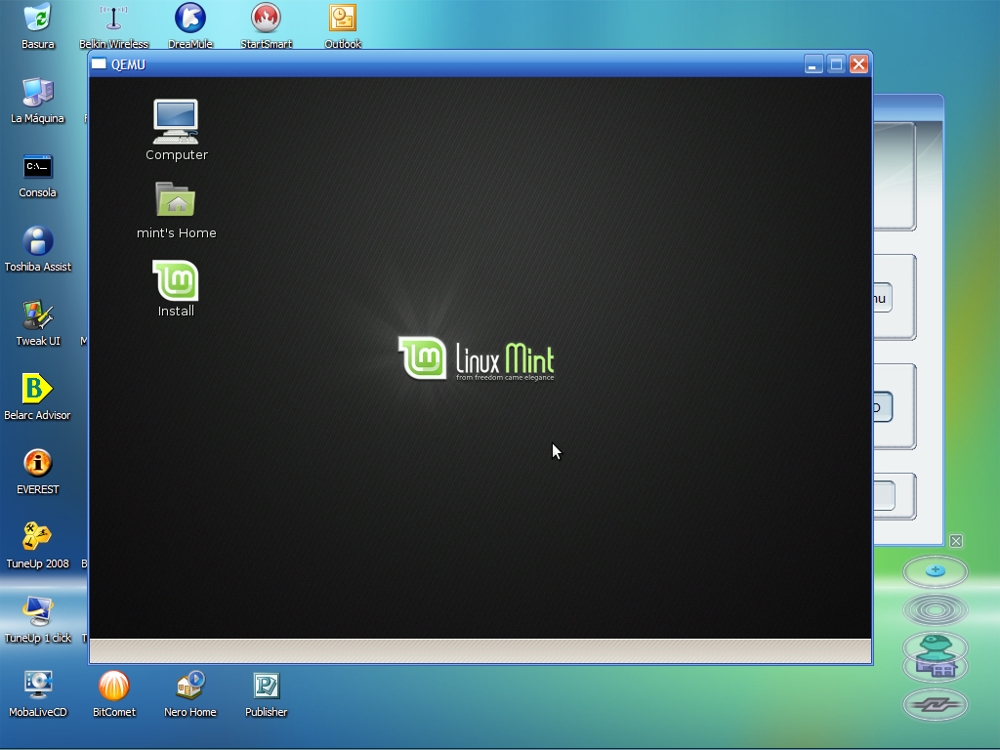 Basura
Belkin Wireless
DreaMule
StartSmart
Outlook
QEMU
La Máquina
Computer
C:\_
Consola
mint's Home
Toshiba Assist
Install
nu
Tweak UI
M
Linux Mint
from freedom came elegance
B
Belarc Advisor
O
EVEREST
TuneUp 2008
B
TuneUp 1 click
T
MobaLiveCD
BitComet
Nero Home
Publisher